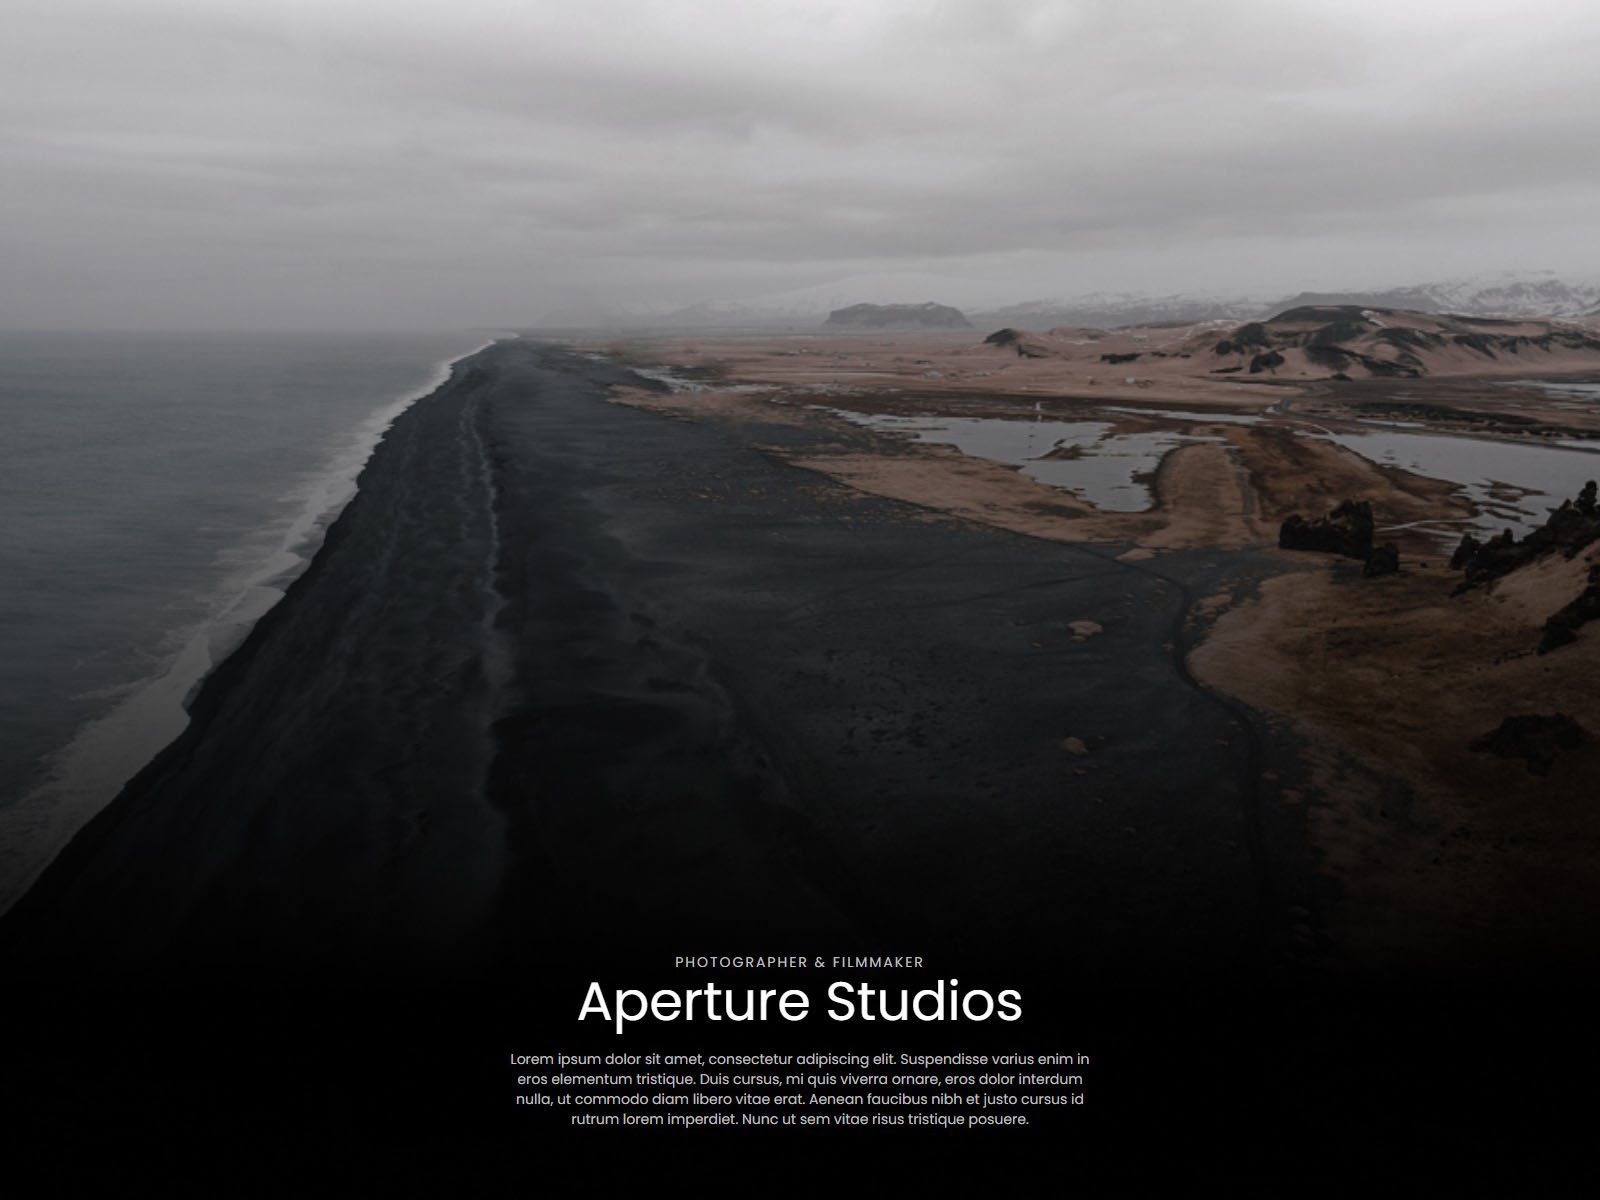 PHOTOGRAPHER & FILMMAKER
Aperture Studios
Lorem ipsum dolor sit amet, consectetur adipiscing elit. Suspendisse varius enim in
eros elementum tristique. Duis cursus, mi quis viverra ornare, eros dolor interdum
nulla, ut commodo diam libero vitae erat. Aenean faucibus nibh et justo cursus id
rutrum lorem imperdiet. Nunc ut sem vitae risus tristique posuere.